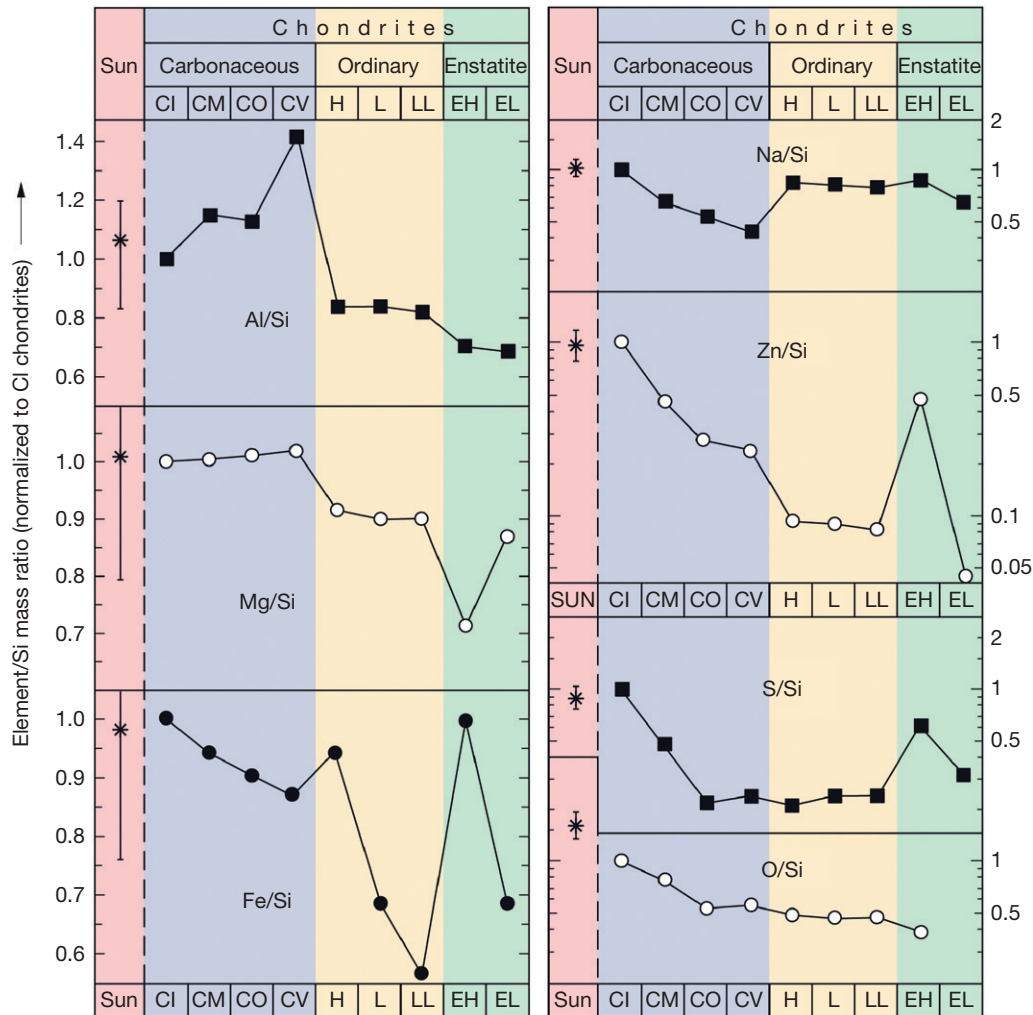 Element/Si mass ratio (normalized to CI chondrites)
Chondrites
Sun Carbonaceous Ordinary Enstatite
CI CM CO CV H L LL EH EL
1.4
1.2
1.0
0.8
0.6
Al/Si
1.0
0.9
0.8
0.7
Mg/Si
1.0
0.9
0.8
0.7
0.6
Fe/Si
Sun CI CM CO CV H L LL EH EL
Chondrites
Sun Carbonaceous Ordinary Enstatite
CI CM CO CV H L LL EH EL
Na/Si
2
1
0.5
Zn/Si
1
0.5
0.1
0.05
SUN CI CM CO CV H L LL EH EL
S/Si
2
1
0.5
O/Si
1
0.5
Sun CI CM CO CV H L LL EH EL